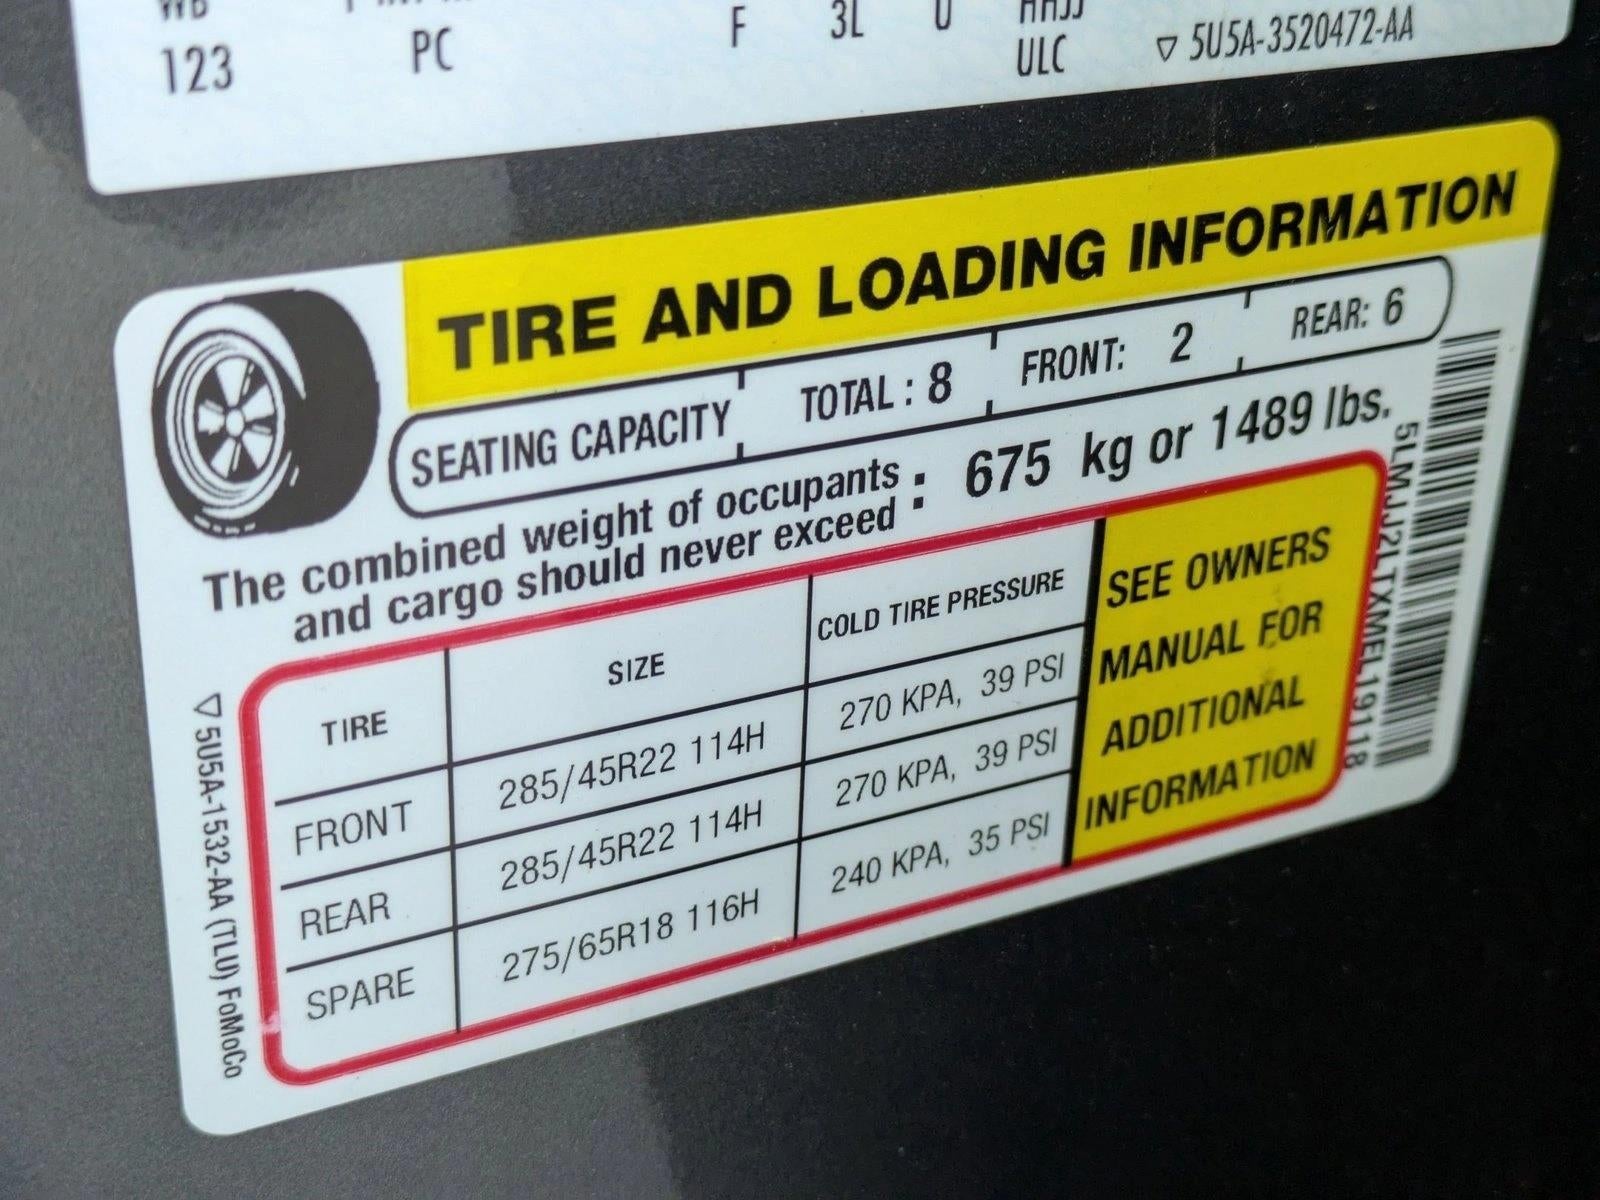 123 PC F 3L U
ULC ▽ 5U5A-3520472-AA
TIRE AND LOADING INFORMATION
SEATING CAPACITY TOTAL : 8 FRONT: 2 REAR: 6
The combined weight of occupants
and cargo should never exceed : 675 kg or 1489 lbs.
TIRE SIZE COLD TIRE PRESSURE
FRONT 285/45R22 114H 270 KPA, 39 PSI
REAR 285/45R22 114H 270 KPA, 39 PSI
SPARE 275/65R18 116H 240 KPA, 35 PSI
SEE OWNERS
MANUAL FOR
ADDITIONAL
INFORMATION
5LMJJ2LTXMEL19118
▽ 5U5A-1532-AA (TLU) FoMoCo